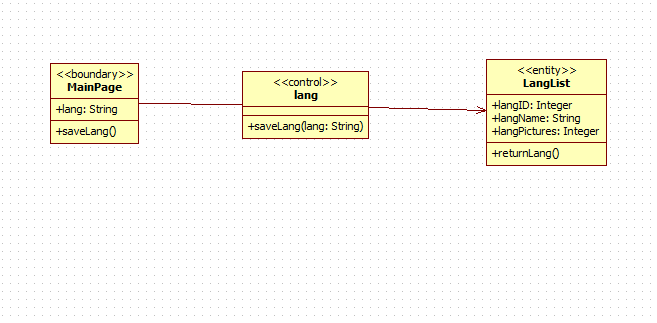 <<boundary>>
MainPage
+lang: String
+saveLang()
<<control>>
lang
+saveLang(lang: String)
<<entity>>
LangList
+langID: Integer
+langName: String
+langPictures: Integer
+returnLang()